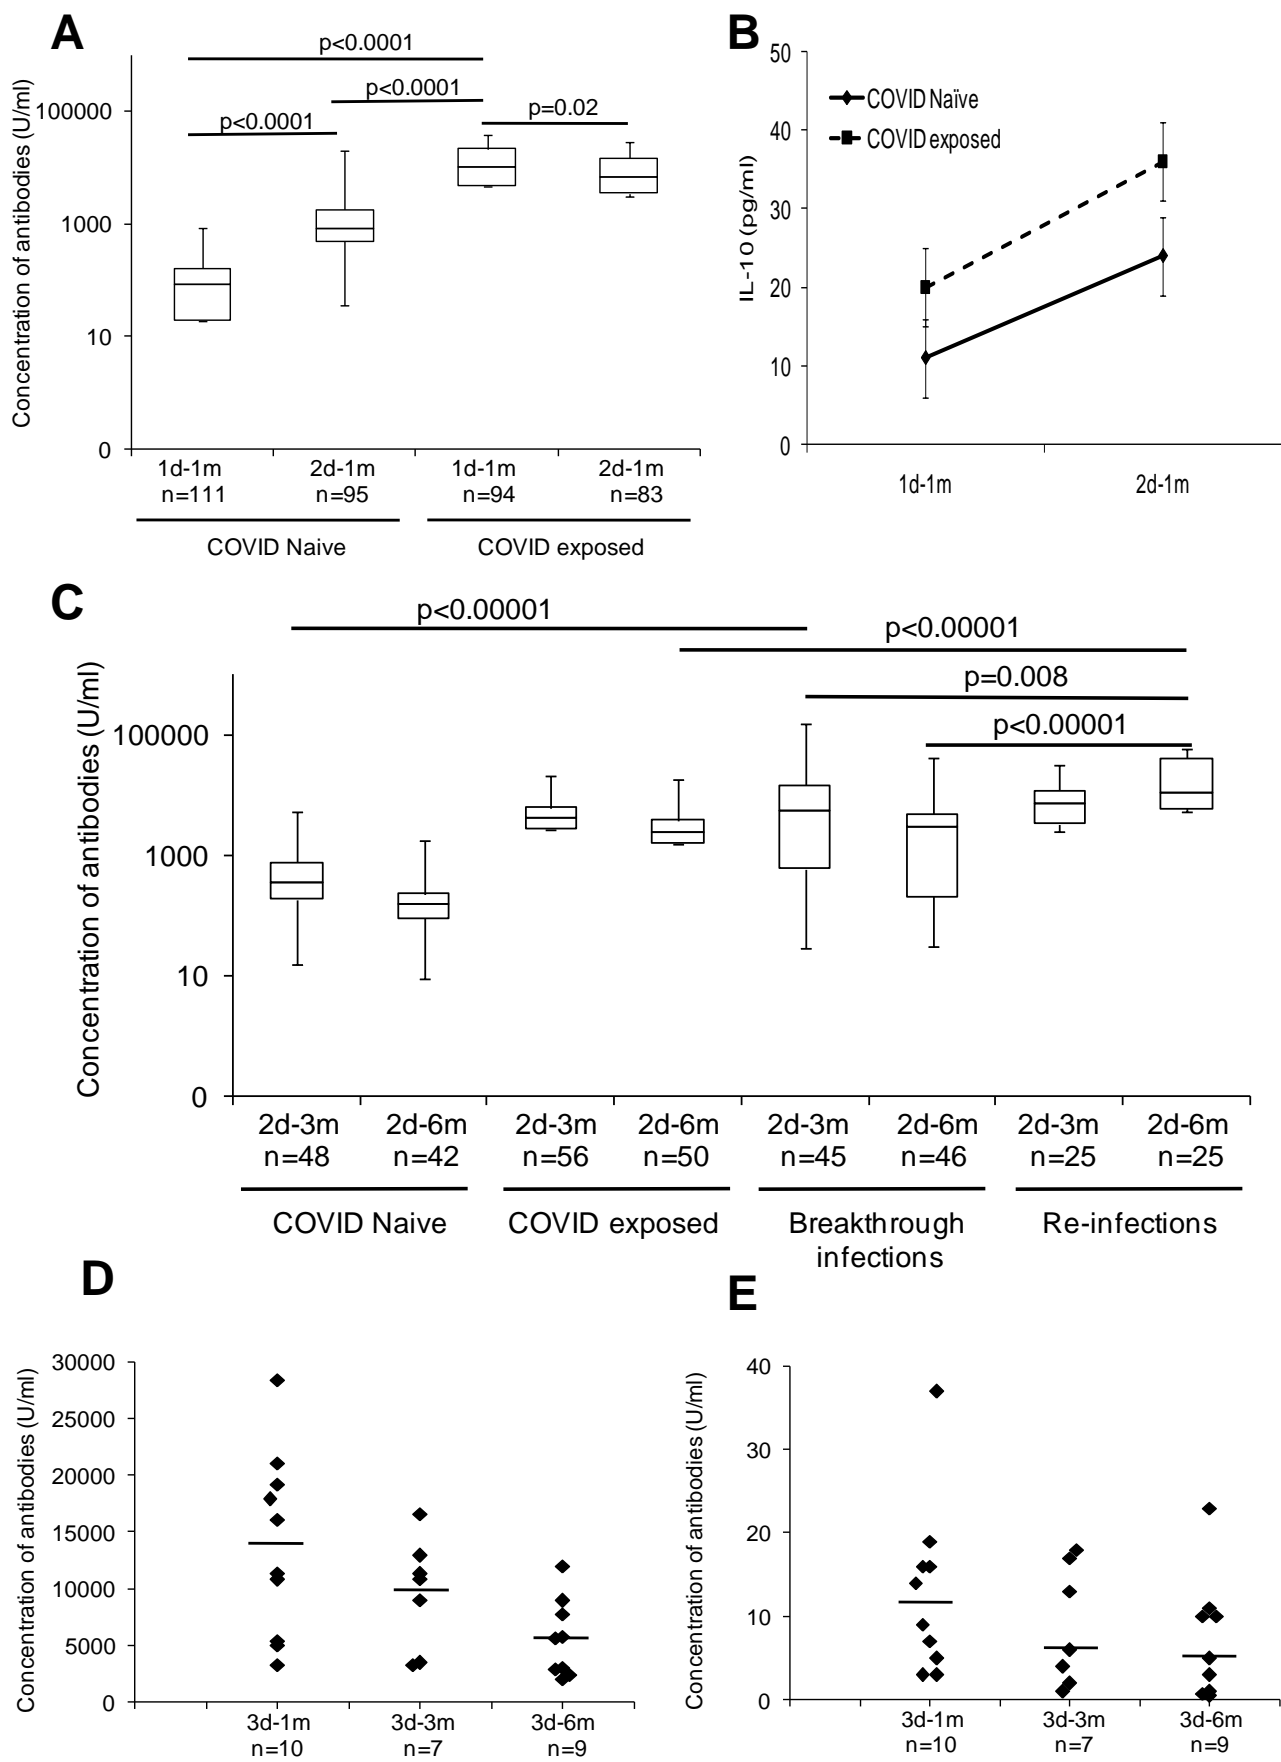 A
p<0.0001
p<0.0001
p<0.0001
p=0.02
Concentration of antibodies (U/ml)
100000
1000
10
0
1d-1m 2d-1m 1d-1m 2d-1m
n=111 n=95 n=94 n=83
COVID Naive COVID exposed
B
50
40
30
20
10
0
IL-10 (pg/ml)
COVID Naïve
COVID exposed
1d-1m 2d-1m
C
p<0.00001
p<0.00001
p=0.008
p<0.00001
Concentration of antibodies (U/ml)
100000
1000
10
0
2d-3m 2d-6m 2d-3m 2d-6m 2d-3m 2d-6m 2d-3m 2d-6m
n=48 n=42 n=56 n=50 n=45 n=46 n=25 n=25
COVID Naive COVID exposed Breakthrough Re-infections
infections
D
Concentration of antibodies (U/ml)
30000
25000
20000
15000
10000
5000
0
3d-1m 3d-3m 3d-6m
n=10 n=7 n=9
E
Concentration of antibodies (U/ml)
40
30
20
10
0
3d-1m 3d-3m 3d-6m
n=10 n=7 n=9